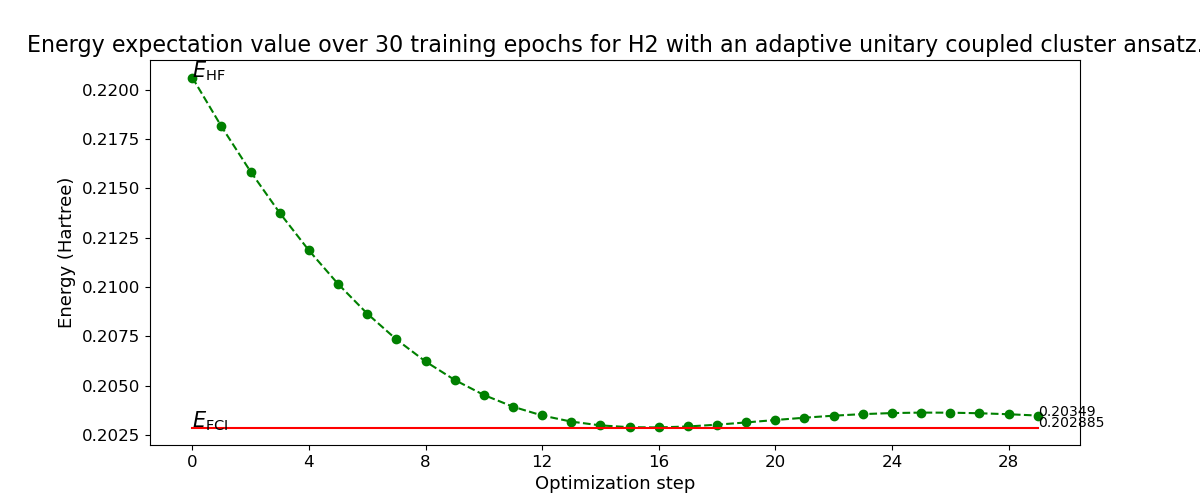 Energy expectation value over 30 training epochs for H2 with an adaptive unitary coupled cluster ansatz.
E_HF
0.2200
0.2175
0.2150
0.2125
0.2100
0.2075
0.2050
0.2025
Energy (Hartree)
E_FCI
0.20349
0.202885
0 4 8 12 16 20 24 28
Optimization step